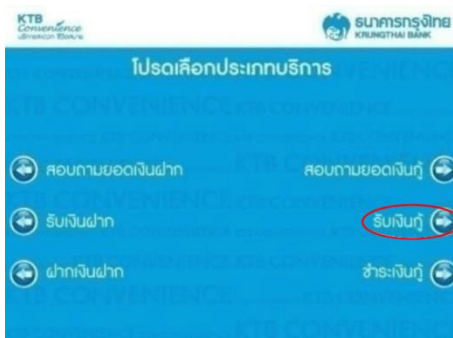 KTB
Convenience
ธนาคารกรุงไทย
KRUNGTHAI BANK
โปรดเลือกประเภทบริการ
สอบถามยอดเงินฝาก
สอบถามยอดเงินกู้
รับเงินฝาก
รับเงินกู้
ฝากเงินฝาก
ชำระเงินกู้